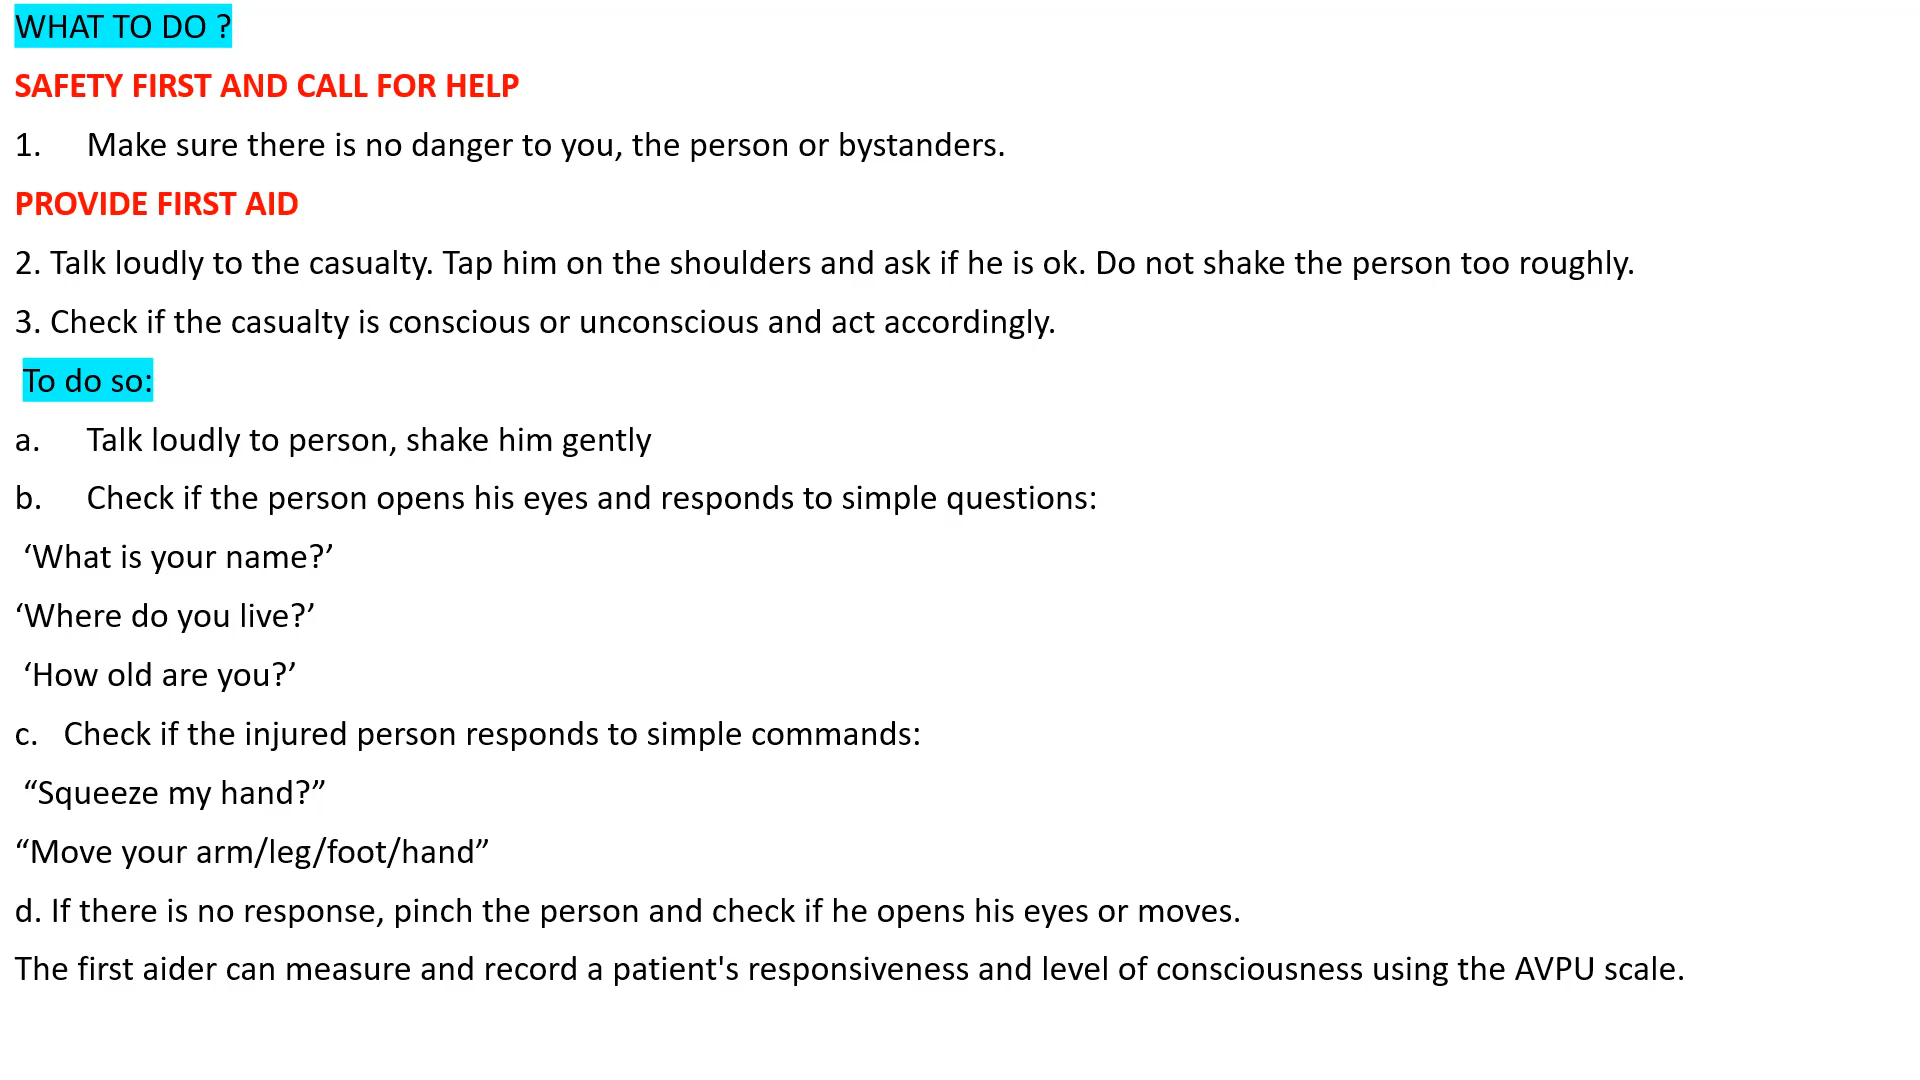 WHAT TO DO ?
SAFETY FIRST AND CALL FOR HELP
1. Make sure there is no danger to you, the person or bystanders.
PROVIDE FIRST AID
2. Talk loudly to the casualty. Tap him on the shoulders and ask if he is ok. Do not shake the person too roughly.
3. Check if the casualty is conscious or unconscious and act accordingly.
To do so:
a. Talk loudly to person, shake him gently
b. Check if the person opens his eyes and responds to simple questions:
‘What is your name?’
‘Where do you live?’
‘How old are you?’
c. Check if the injured person responds to simple commands:
“Squeeze my hand?”
“Move your arm/leg/foot/hand”
d. If there is no response, pinch the person and check if he opens his eyes or moves.
The first aider can measure and record a patient's responsiveness and level of consciousness using the AVPU scale.